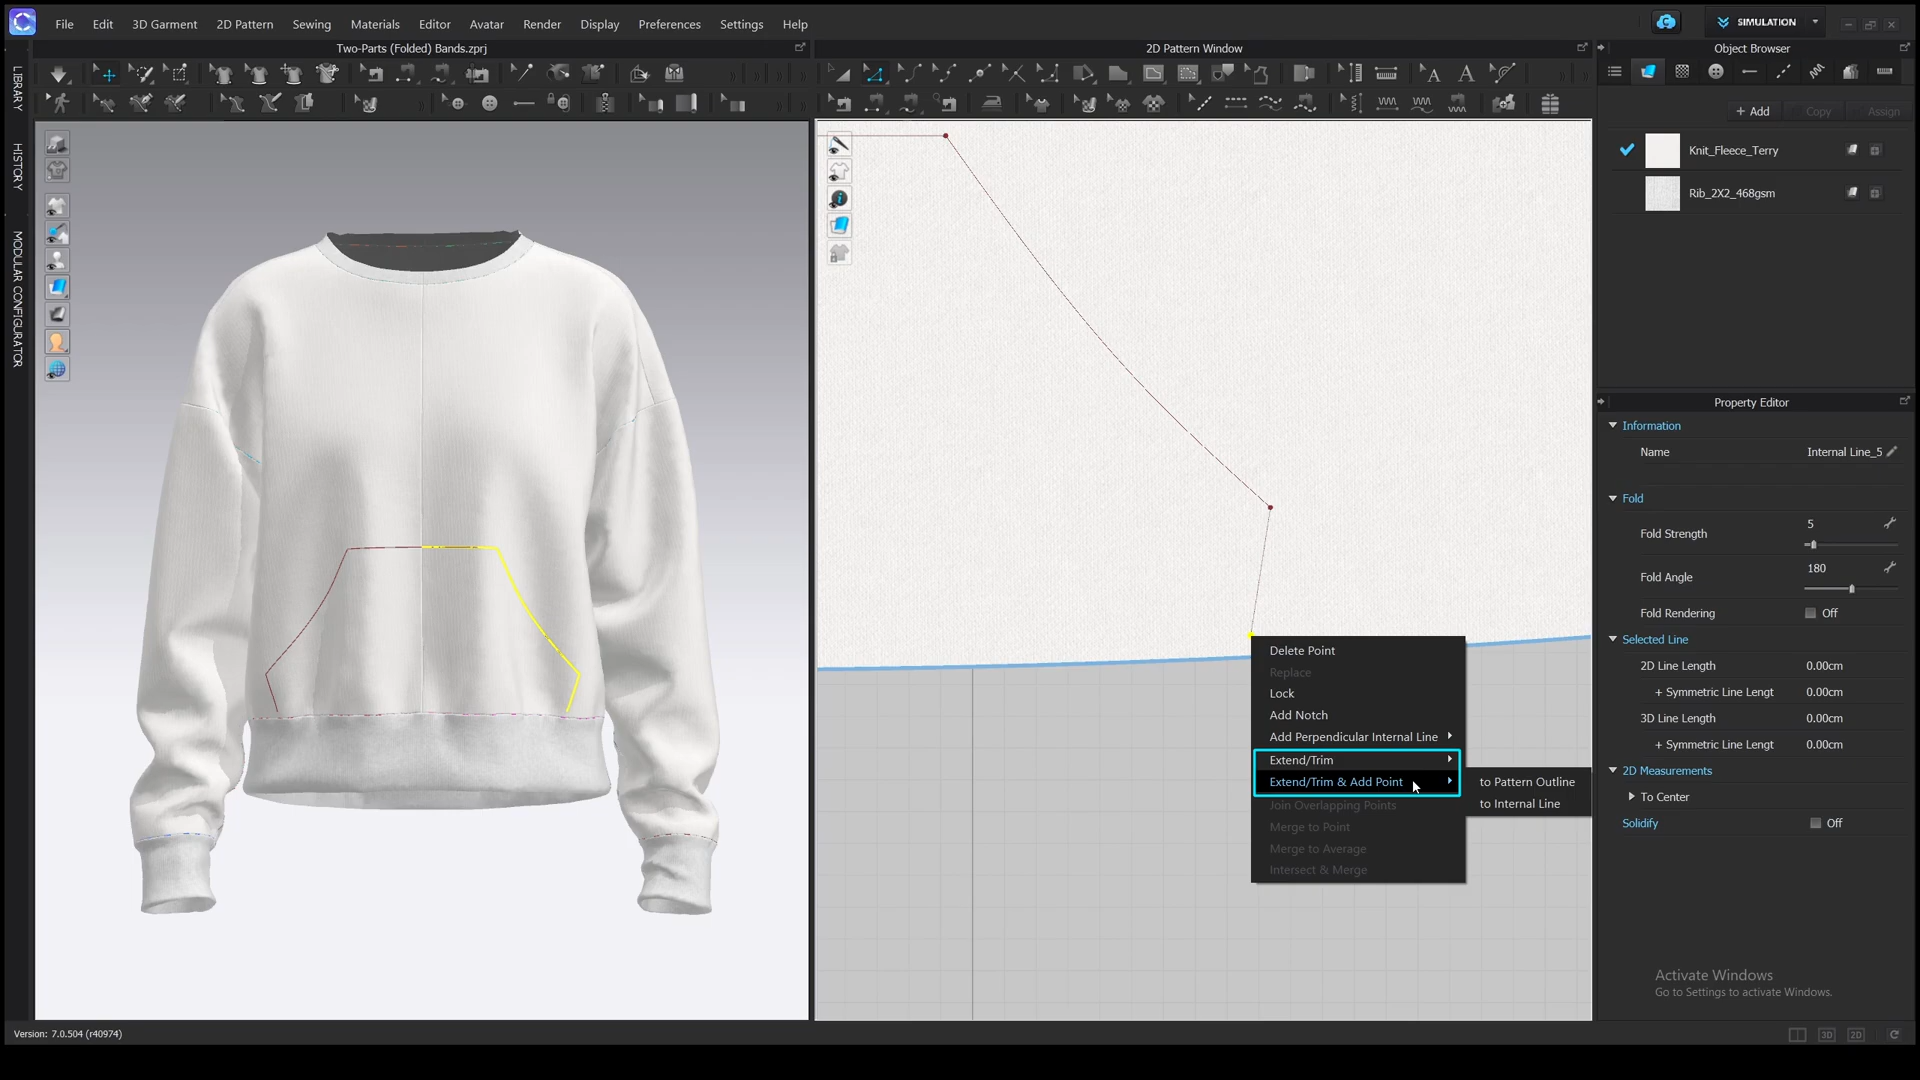 File
Edit
3D Garment
2D Pattern
Sewing
Materials
Editor
Avatar
Render
Display
Preferences
Settings
Help
SIMULATION
Two-Parts (Folded) Bands.zprj
2D Pattern Window
Object Browser
LIBRARY
HISTORY
MODULAR CONFIGURATOR
+ Add
Copy
Assign
Knit_Fleece_Terry
Rib_2X2_468gsm
Property Editor
Information
Name Internal Line_5
Fold
Fold Strength 5
Fold Angle 180
Fold Rendering Off
Selected Line
2D Line Length 0.00cm
+ Symmetric Line Lengt 0.00cm
3D Line Length 0.00cm
+ Symmetric Line Lengt 0.00cm
2D Measurements
To Center
Solidify Off
Delete Point
Replace
Lock
Add Notch
Add Perpendicular Internal Line
Extend/Trim
Extend/Trim & Add Point
to Pattern Outline
to Internal Line
Join Overlapping Points
Merge to Point
Merge to Average
Intersect & Merge
Activate Windows
Go to Settings to activate Windows.
Version: 7.0.504 (r40974)
3D
2D